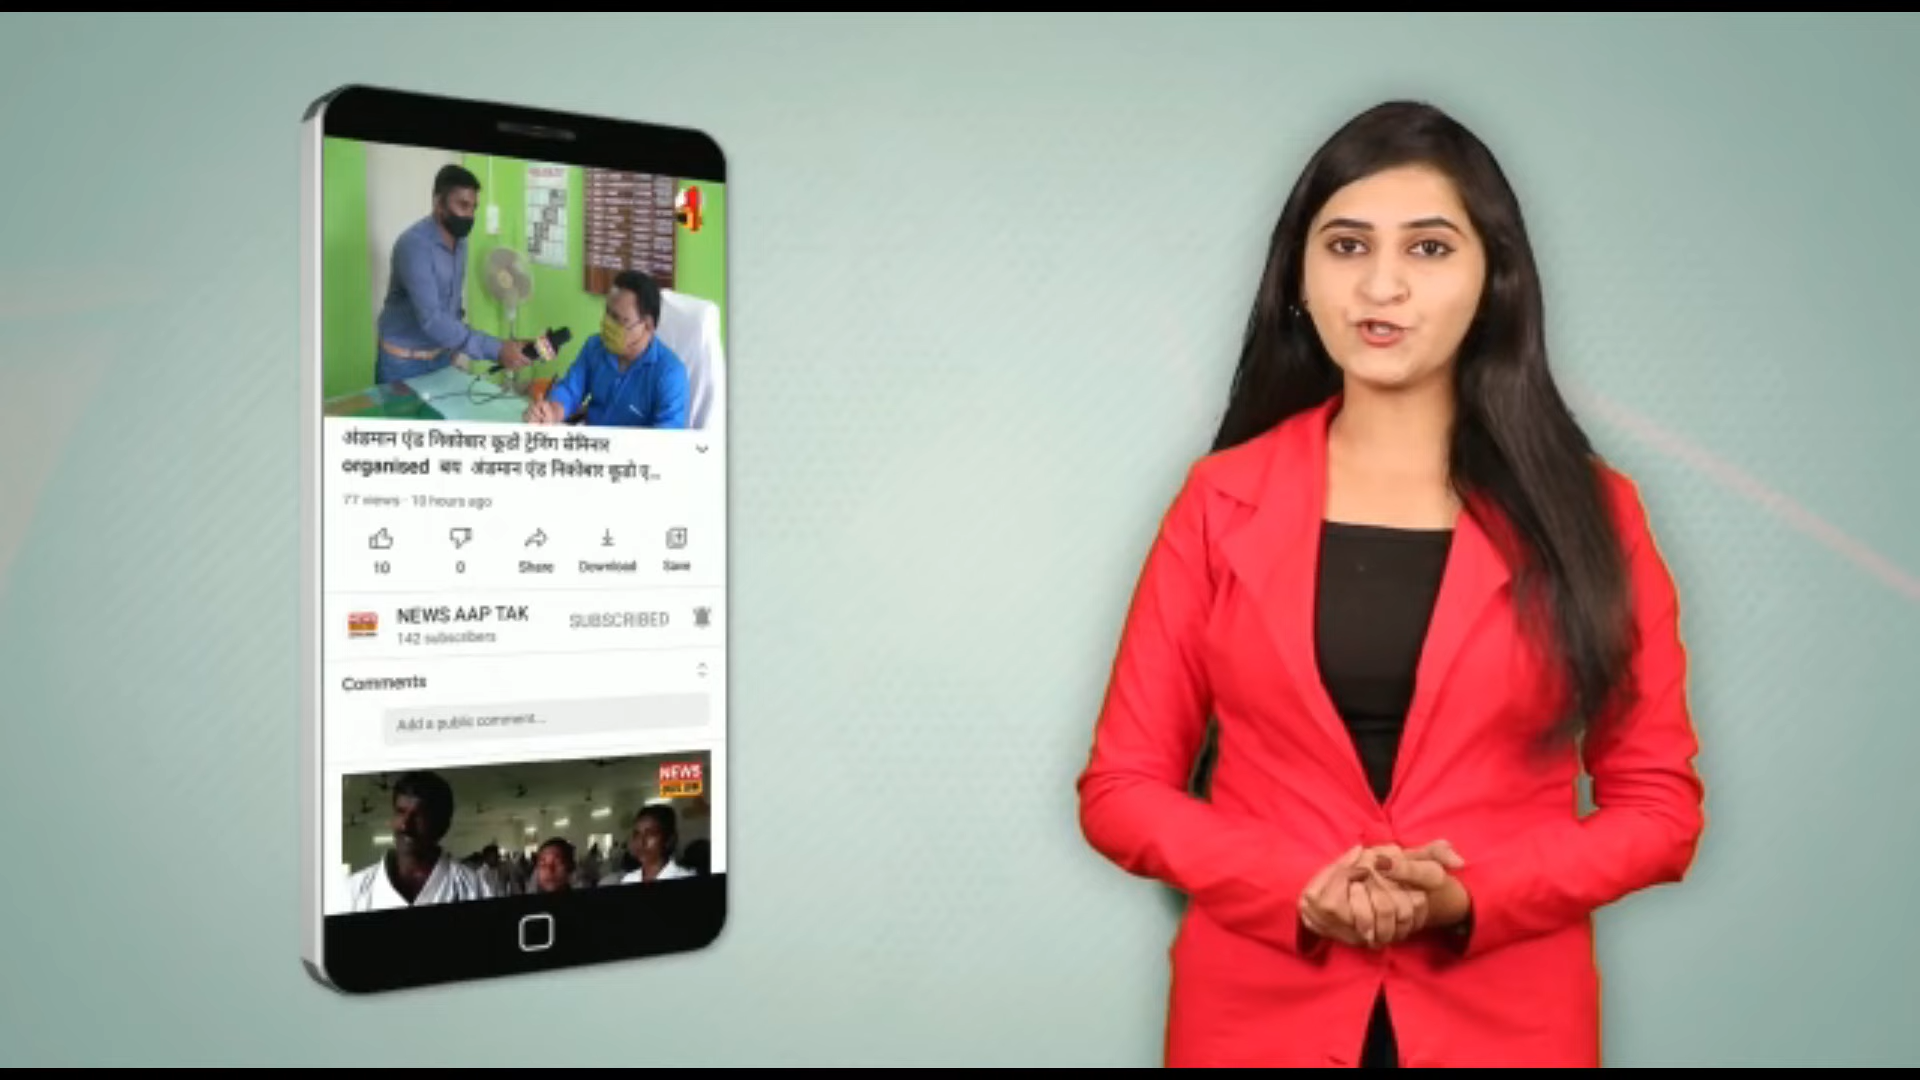 अंडमान एंड निकोबार कूडो ट्रेनिंग सेमिनार
organised बय अंडमान एंड निकोबार कूडो ए...
77 views · 10 hours ago
10
0
Share
Download
Save
NEWS AAP TAK
142 subscribers
SUBSCRIBED
Comments
Add a public comment...
NEWS